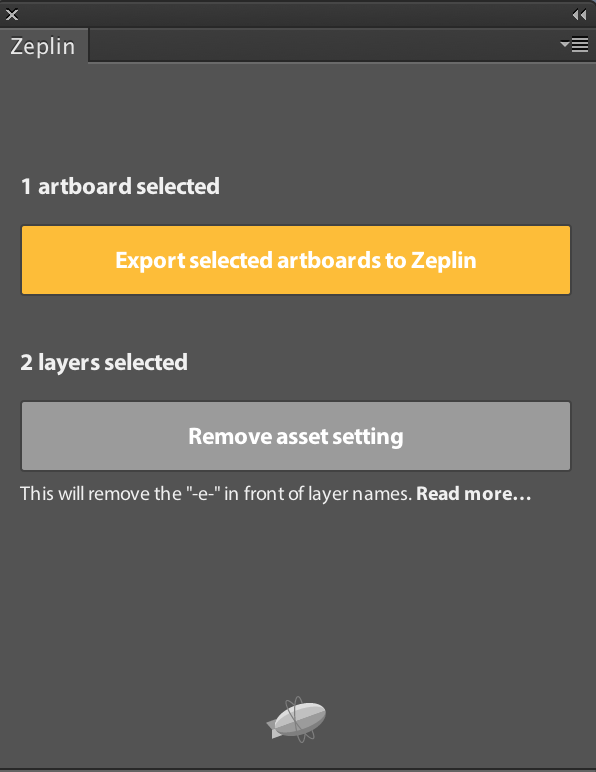 Zeplin
1 artboard selected
Export selected artboards to Zeplin
2 layers selected
Remove asset setting
This will remove the "-e-" in front of layer names. Read more...